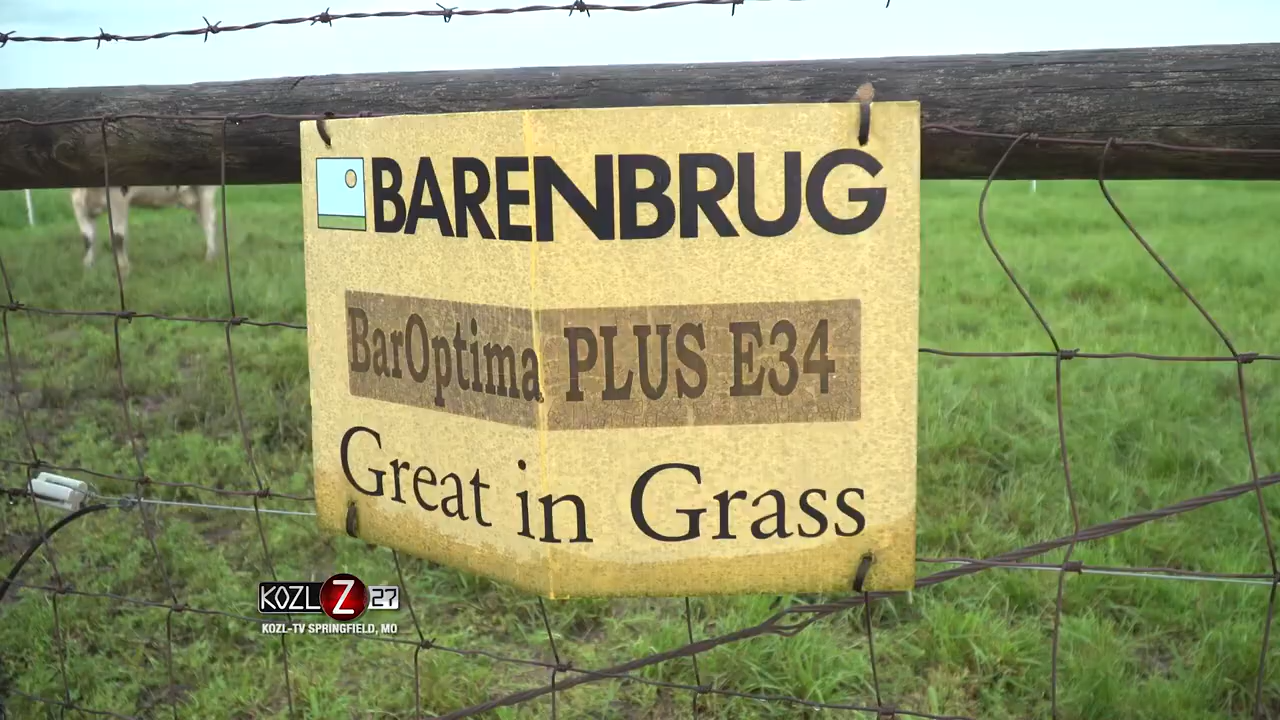 BARENBRUG
BarOptima PLUS E34
Great in Grass
KOZL Z 27
KOZL-TV SPRINGFIELD, MO